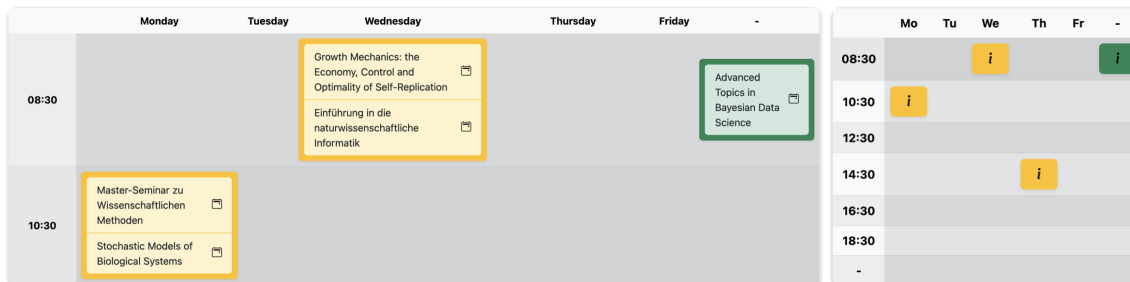 Monday Tuesday Wednesday Thursday Friday -
08:30
Growth Mechanics: the
Economy, Control and
Optimality of Self-Replication
Einführung in die
naturwissenschaftliche
Informatik
Advanced
Topics in
Bayesian Data
Science
10:30
Master-Seminar zu
Wissenschaftlichen
Methoden
Stochastic Models of
Biological Systems
Mo Tu We Th Fr -
08:30 i i
10:30 i
12:30
14:30 i
16:30
18:30
-